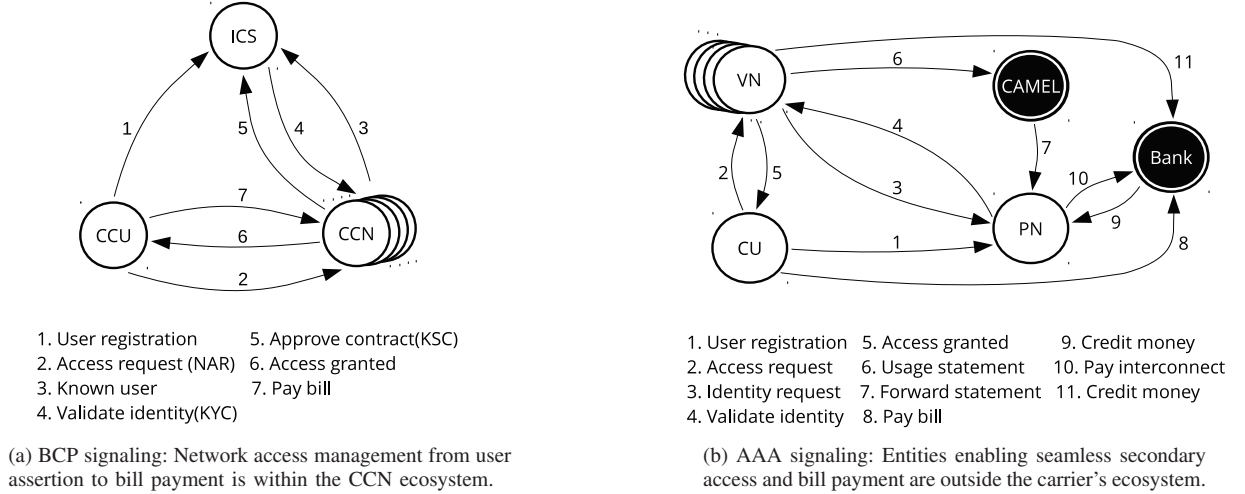 ICS
1
5
4
3
7
CCU
CCN
6
2
1. User registration 5. Approve contract(KSC)
2. Access request (NAR) 6. Access granted
3. Known user 7. Pay bill
4. Validate identity(KYC)
(a) BCP signaling: Network access management from user
assertion to bill payment is within the CCN ecosystem.
VN
6
11
CAMEL
4
7
Bank
2
5
3
10
9
PN
CU
1
8
1. User registration 5. Access granted 9. Credit money
2. Access request 6. Usage statement 10. Pay interconnect
3. Identity request 7. Forward statement 11. Credit money
4. Validate identity 8. Pay bill
(b) AAA signaling: Entities enabling seamless secondary
access and bill payment are outside the carrier's ecosystem.